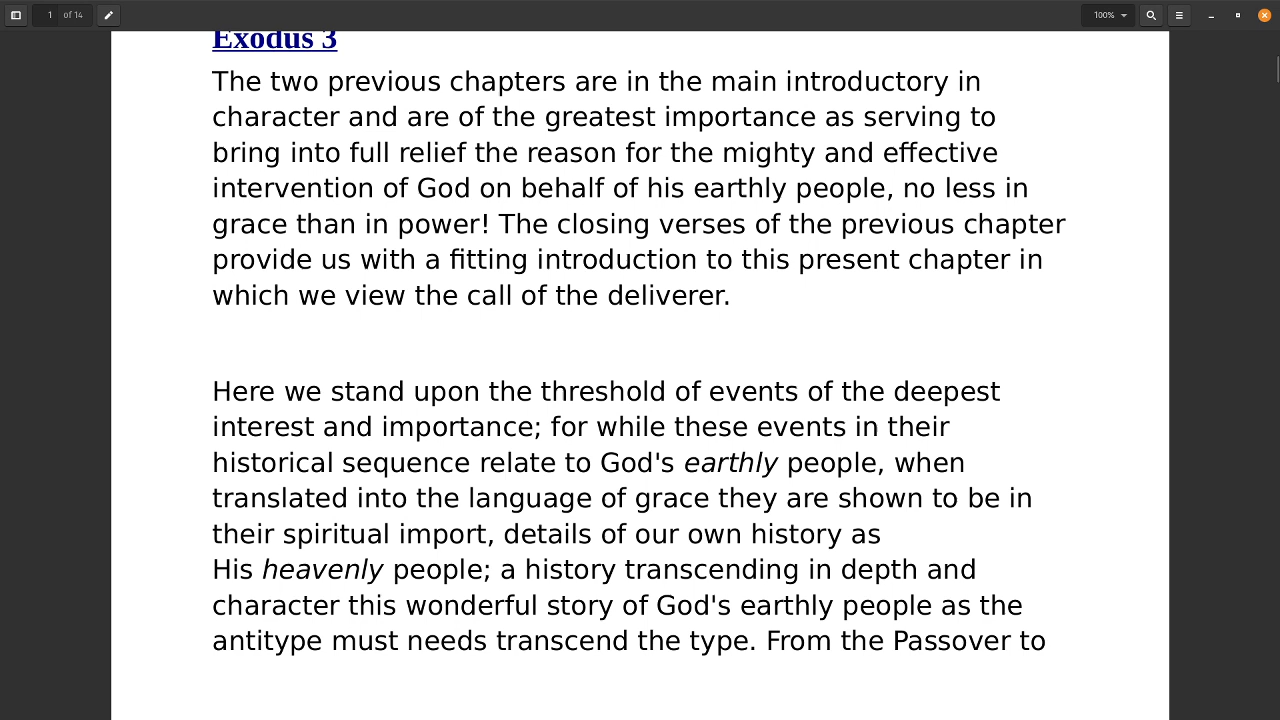 1 of 14
100%
Exodus 3
The two previous chapters are in the main introductory in
character and are of the greatest importance as serving to
bring into full relief the reason for the mighty and effective
intervention of God on behalf of his earthly people, no less in
grace than in power! The closing verses of the previous chapter
provide us with a fitting introduction to this present chapter in
which we view the call of the deliverer.
Here we stand upon the threshold of events of the deepest
interest and importance; for while these events in their
historical sequence relate to God's earthly people, when
translated into the language of grace they are shown to be in
their spiritual import, details of our own history as
His heavenly people; a history transcending in depth and
character this wonderful story of God's earthly people as the
antitype must needs transcend the type. From the Passover to